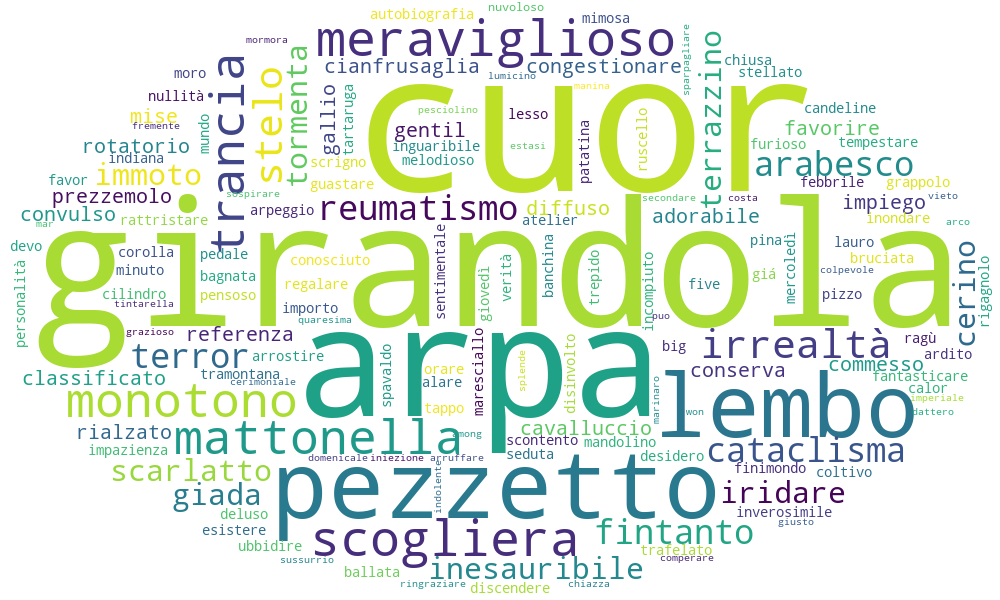 nuvoloso
autobiografia
mimosa
meraviglioso
mormora
sparpagliare
chiusa
cianfrusaglia
congestionare
moro
stellato
lumicino
trancia
stelo
tormenta
cuor
terrazzino
manina
nullità
gallio
tartaruga
pesciolino
lesso
candeline
mise
fremente
mundo
gentil
patatina
ruscello
favorire
rotatorio
inguaribile
estasi
furioso
tempestare
indiana
melodioso
scrigno
arabesco
immoto
favor
guastare
febbrile
grappolo
prezzemolo
sospirare
secondare
costa
vieto
mar
convulso
rattristare
arpeggio
reumatismo
diffuso
atelier
adorabile
impiego
inondare
arco
girandola
devo
corolla
pedale
conosciuto
sentimentale
banchina
pina
lauro
personalità
minuto
bagnata
giovedì
verità
trepido
incompiuto
giá
mercoledì
bruciata
colpevole
cerino
rigagnolo
cilindro
pensoso
regalare
five
pizzo
tintarella
importo
quaresima
grazioso
referenza
arpa
può
terror
arrostire
maresciallo
big
irrealtà
ragù
ardito
commesso
tramontana
spavaldo
orare
splende
disinvolto
conserva
classificato
cerimoniale
alare
marinaro
fantasticare
calor
imperiale
monotono
tappo
won
lembo
dattero
rialzato
mattonella
among
scontento
cavalluccio
mandolino
impazienza
seduta
desidero
cataclisma
domenicale
iniezione
arruffare
scarlatto
pezzetto
indolente
finimondo
coltivo
giada
iridare
deluso
inverosimile
esistere
scogliera
fintanto
giusto
ubbidire
trafelato
sussurrio
inesauribile
comperare
ballata
ringraziare
discendere
chiazza